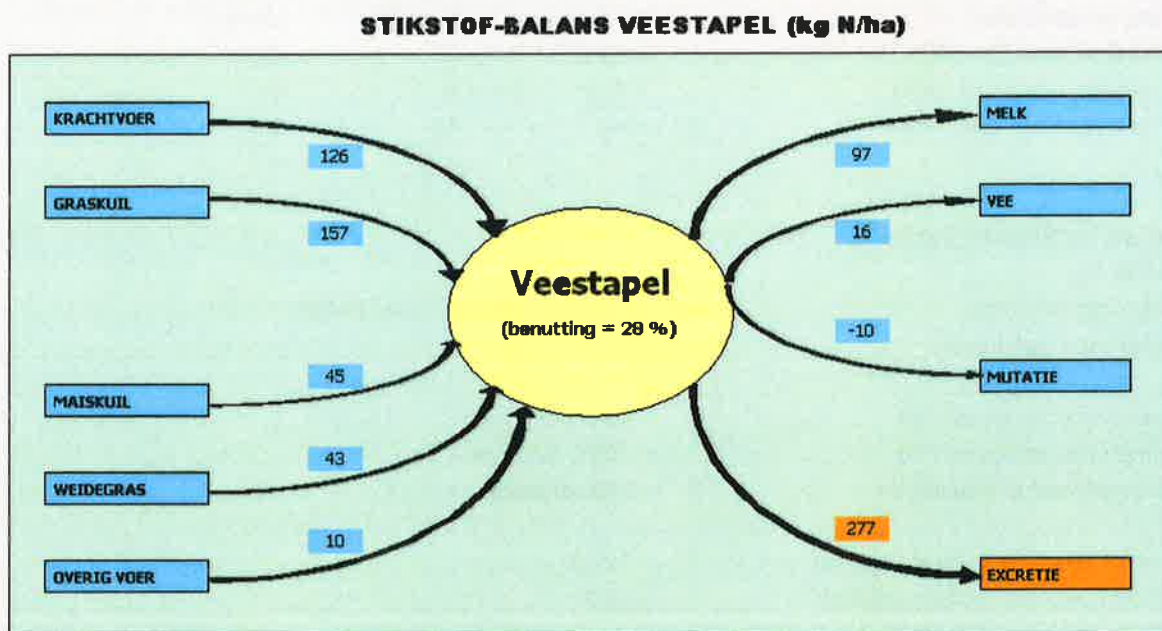 STIKSTOF-BALANS VEESTAPEL (kg N/ha)
KRACHTVOER
126
GRASKUIL
157
MAISKUIL
45
WEIDEGRAS
43
OVERIG VOER
10
Veestapel
(benutting = 28 %)
MELK
97
VEE
16
MUTATIE
-10
EXCRETIE
277